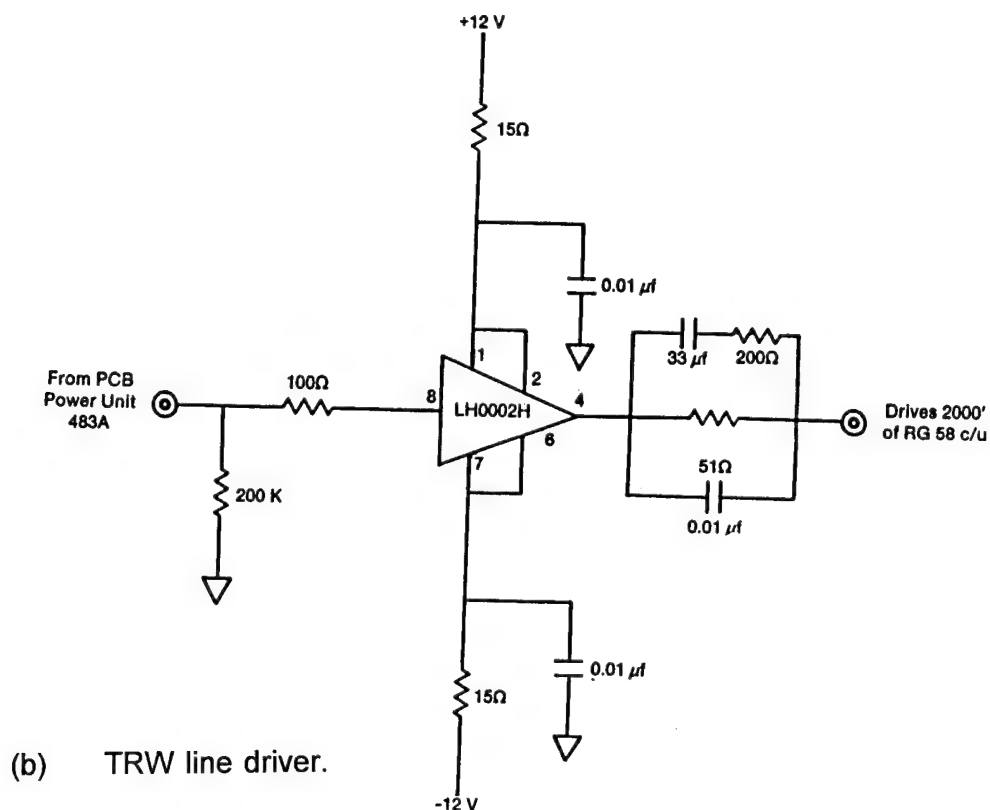 +12 V
15Ω
0.01 µf
1
2
33 µf
200Ω
From PCB
Power Unit
483A
100Ω
8
LH0002H
4
Drives 2000'
of RG 58 c/u
6
7
51Ω
0.01 µf
200 K
0.01 µf
15Ω
(b) TRW line driver.
-12 V